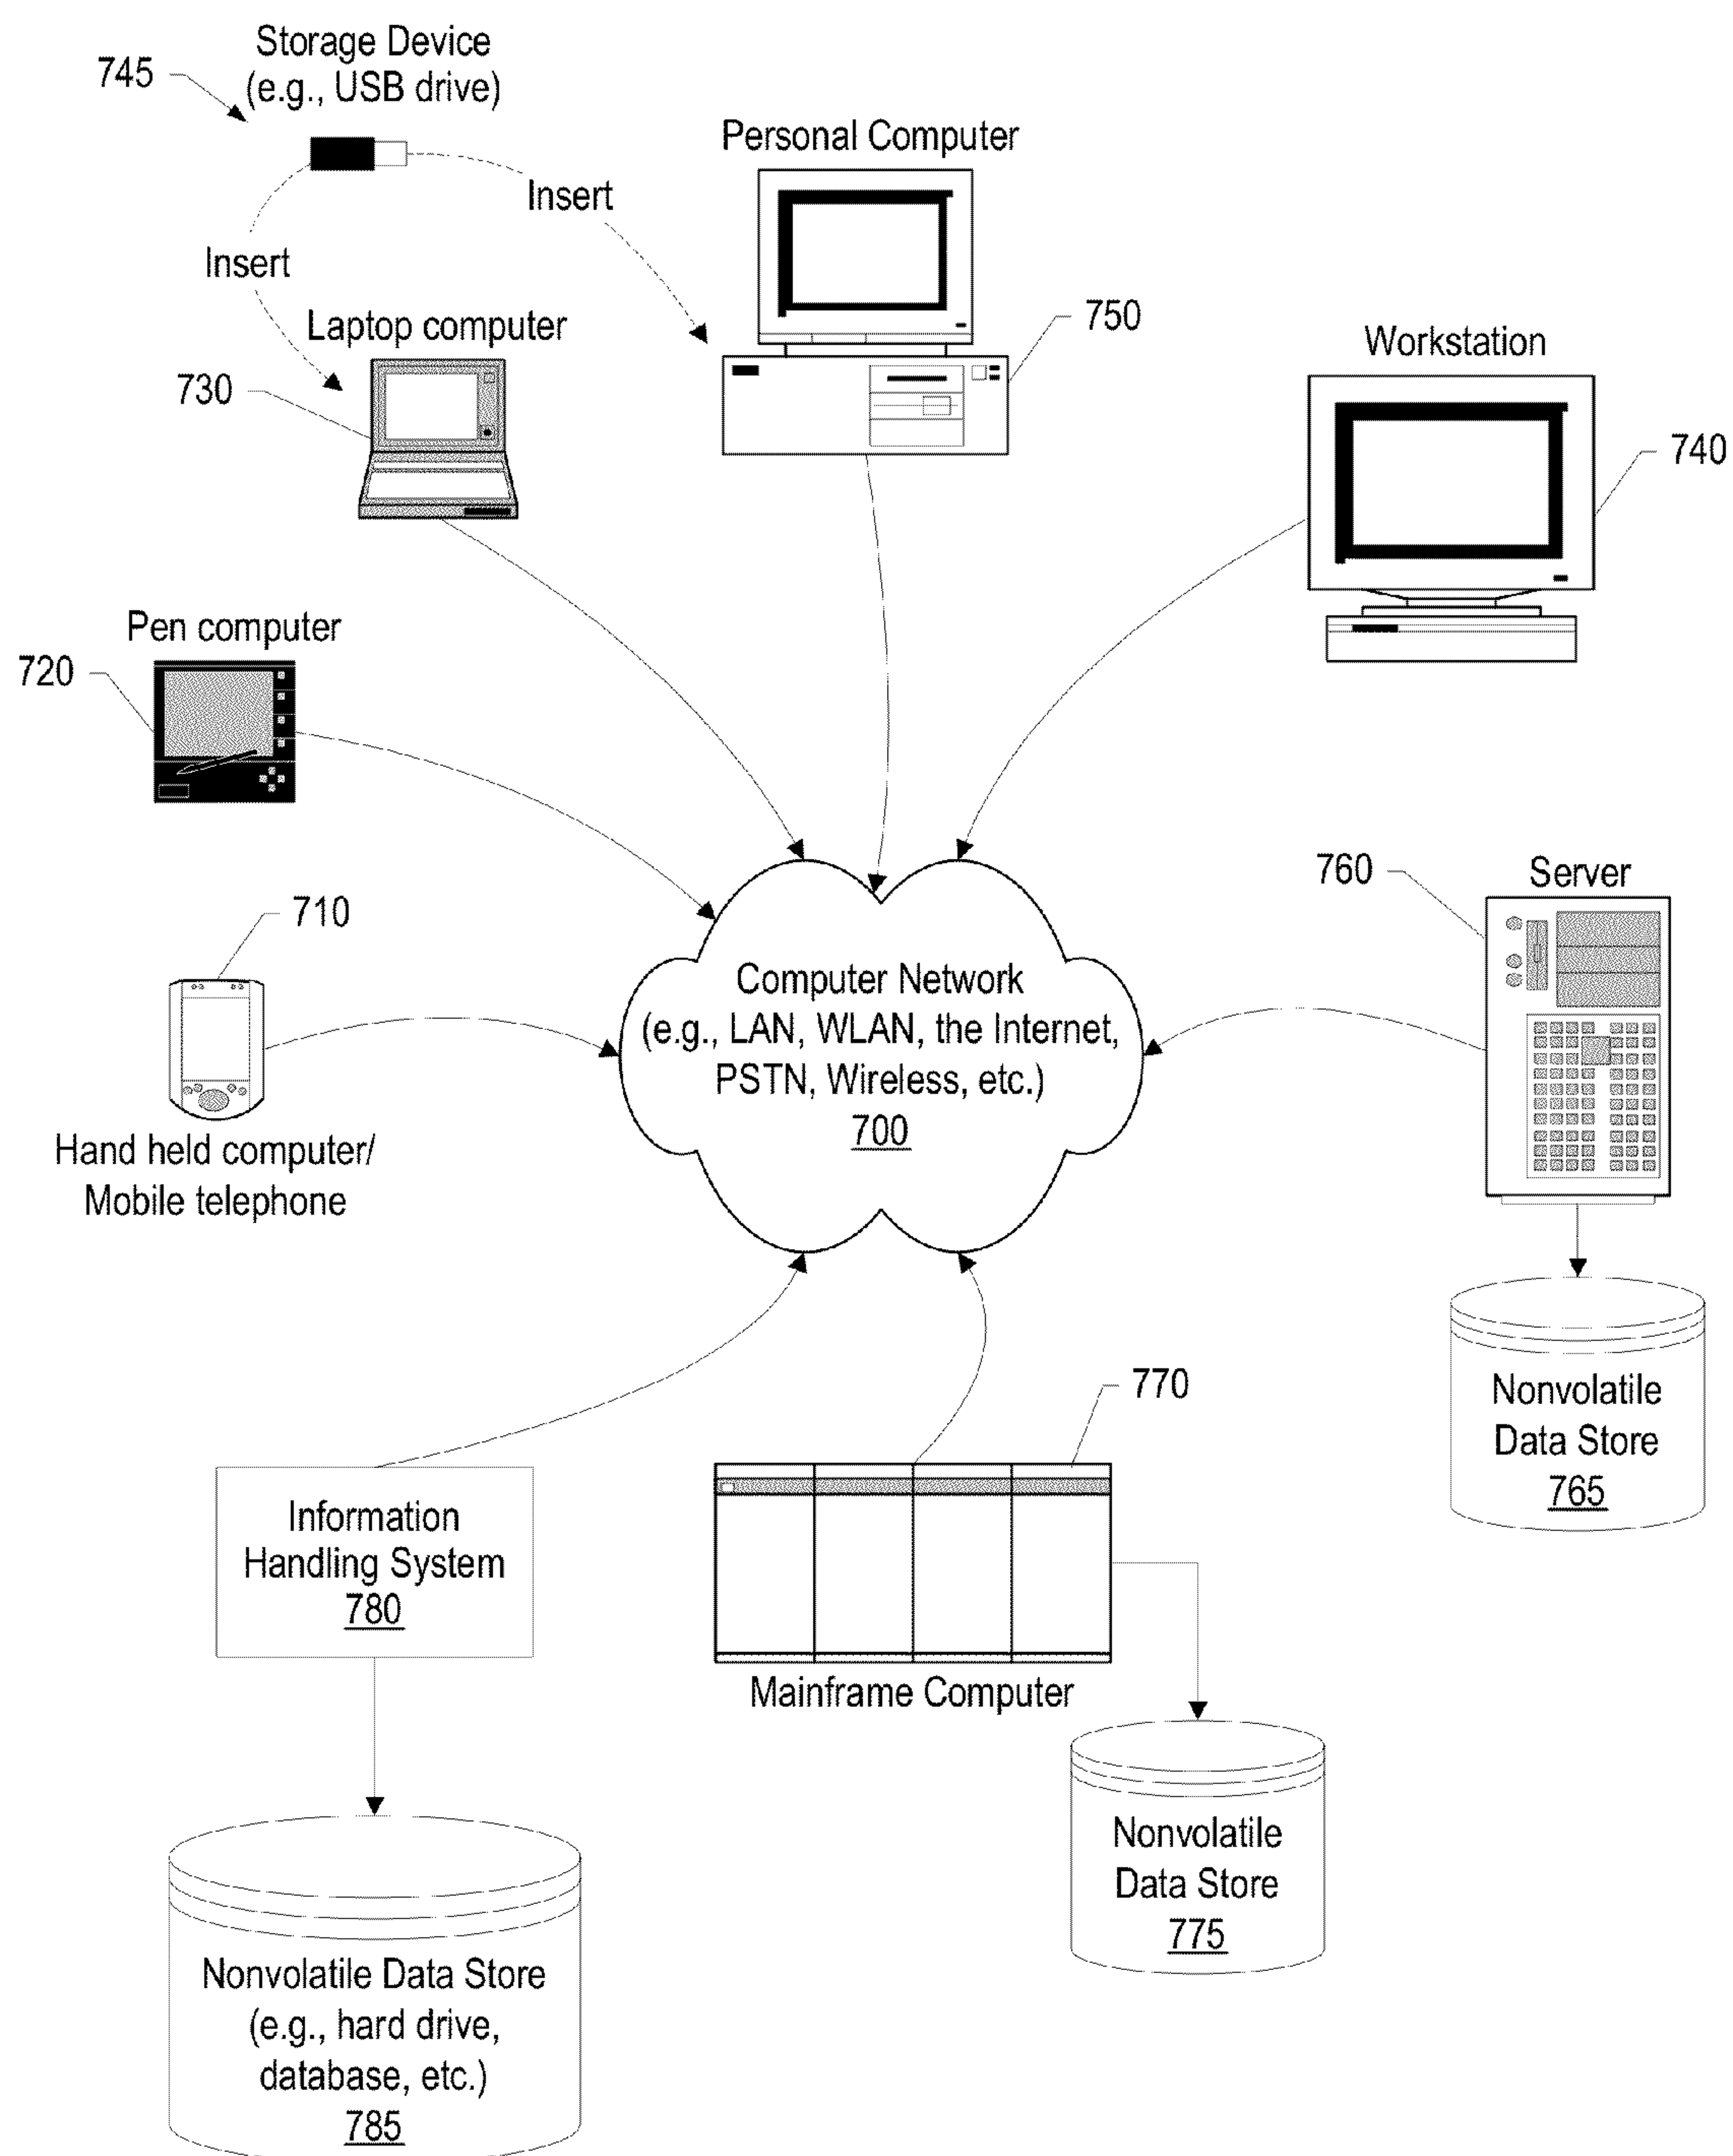 Storage Device
(e.g., USB drive)
745
Personal Computer
Insert
Insert
750
Laptop computer
730
Workstation
740
Pen computer
720
710
Hand held computer/
Mobile telephone
Computer Network
(e.g., LAN, WLAN, the Internet,
PSTN, Wireless, etc.)
700
760
Server
Nonvolatile
Data Store
765
770
Mainframe Computer
Information
Handling System
780
Nonvolatile
Data Store
775
Nonvolatile Data Store
(e.g., hard drive,
database, etc.)
785